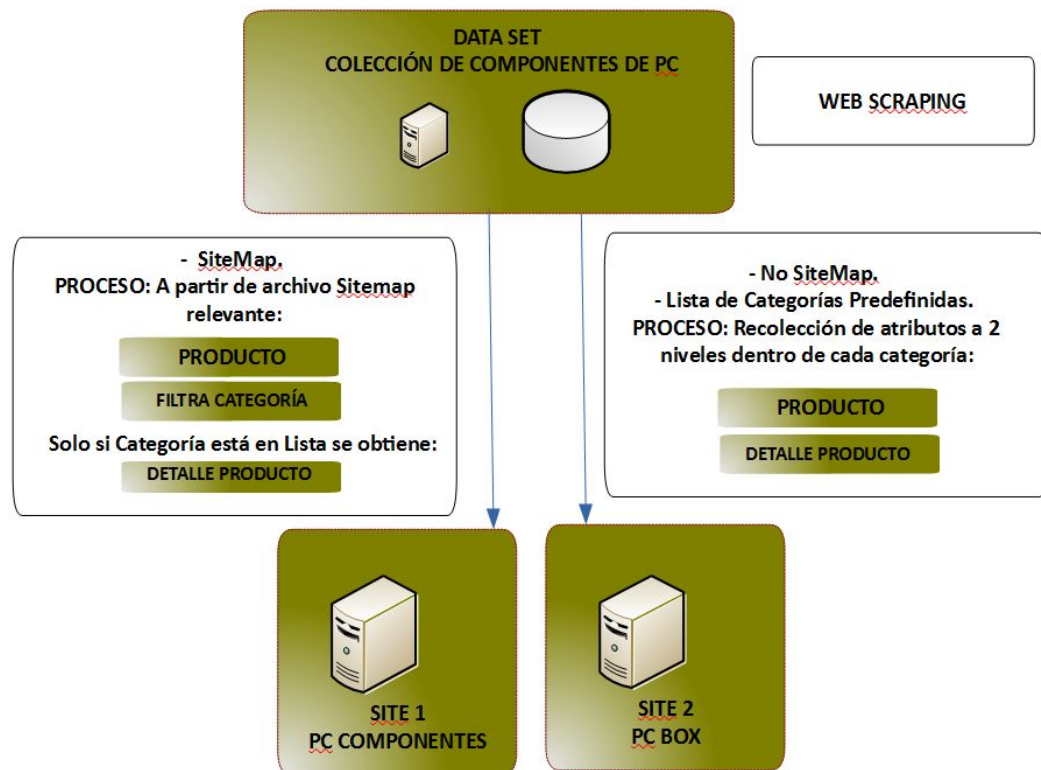 DATA SET
COLECCIÓN DE COMPONENTES DE PC
WEB SCRAPING
- SiteMap.
PROCESO: A partir de archivo Sitemap
relevante:
PRODUCTO
FILTRA CATEGORÍA
Solo si Categoría está en Lista se obtiene:
DETALLE PRODUCTO
- No SiteMap.
- Lista de Categorías Predefinidas.
PROCESO: Recolección de atributos a 2
niveles dentro de cada categoría:
PRODUCTO
DETALLE PRODUCTO
SITE 1
PC COMPONENTES
SITE 2
PC BOX